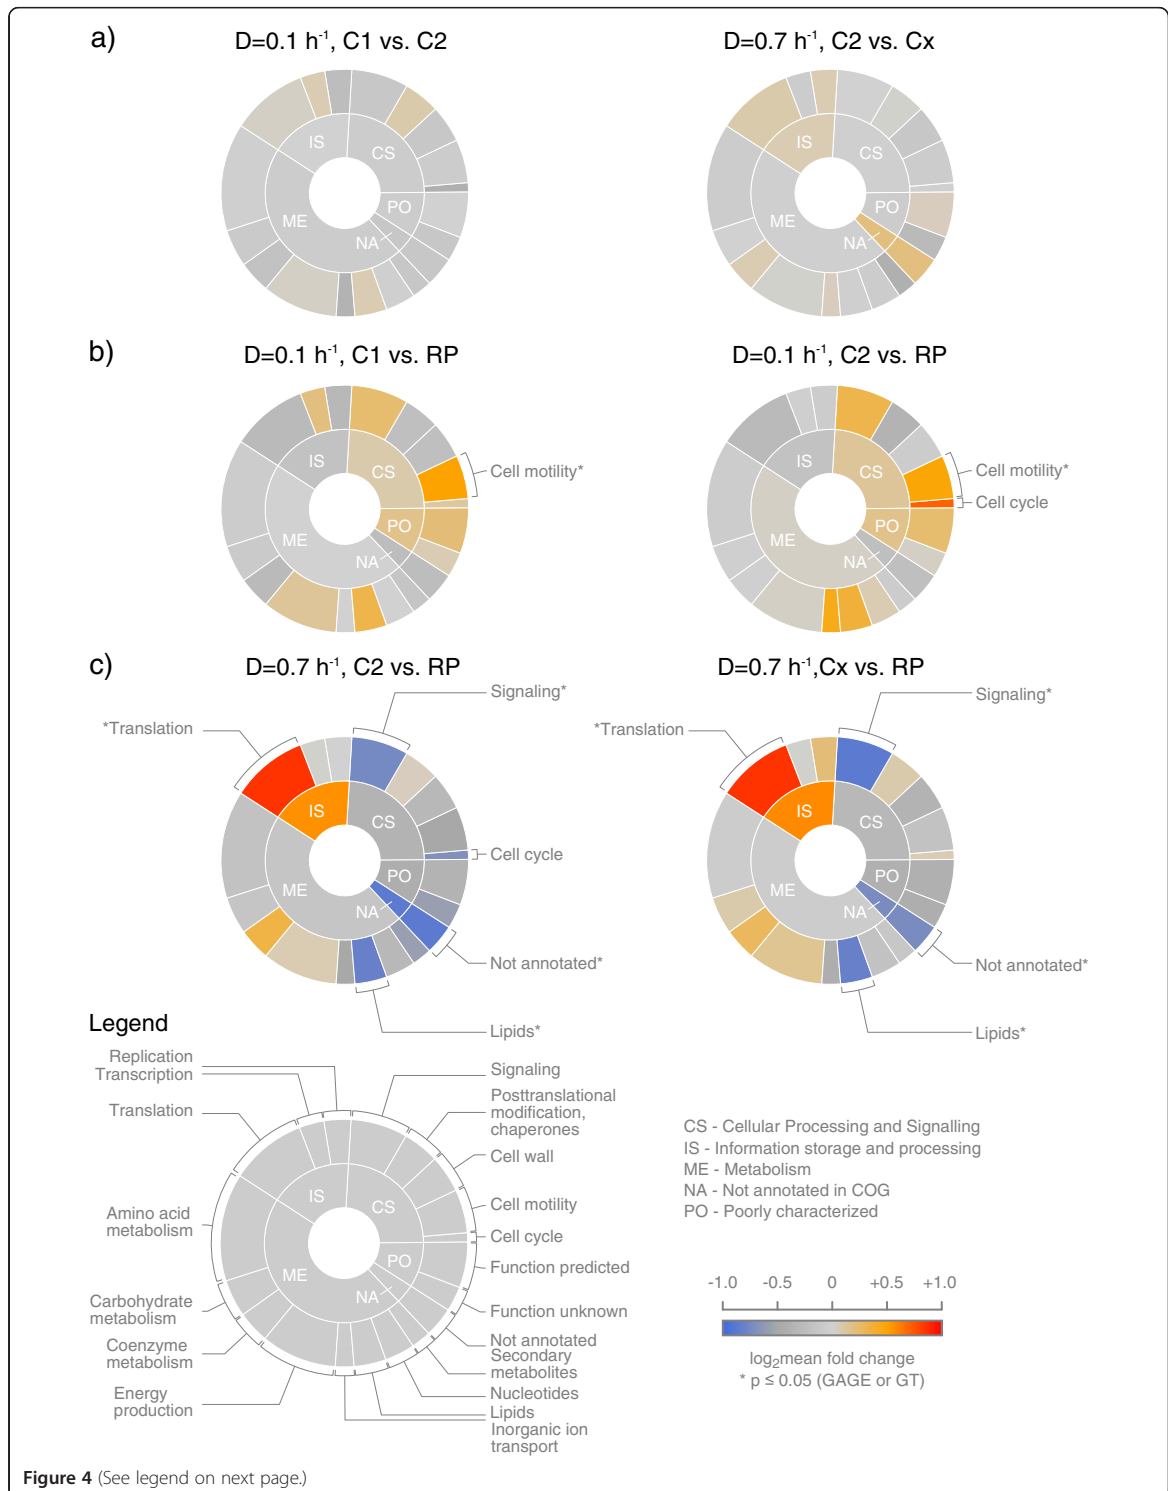 a)
D=0.1 h-1, C1 vs. C2
D=0.7 h-1, C2 vs. Cx
IS
CS
ME
PO
NA
IS
CS
ME
PO
NA
b)
D=0.1 h-1, C1 vs. RP
D=0.1 h-1, C2 vs. RP
IS
CS
ME
PO
NA
Cell motility*
IS
CS
ME
PO
NA
Cell motility*
Cell cycle
c)
D=0.7 h-1, C2 vs. RP
D=0.7 h-1,Cx vs. RP
*Translation
Signaling*
IS
CS
ME
PO
NA
Cell cycle
Not annotated*
Lipids*
*Translation
Signaling*
IS
CS
ME
PO
NA
Not annotated*
Lipids*
Legend
Replication
Transcription
Translation
Amino acid
metabolism
Carbohydrate
metabolism
Coenzyme
metabolism
Energy
production
IS
CS
ME
PO
NA
Signaling
Posttranslational
modification,
chaperones
Cell wall
Cell motility
Cell cycle
Function predicted
Function unknown
Not annotated
Secondary
metabolites
Nucleotides
Lipids
Inorganic ion
transport
CS - Cellular Processing and Signalling
IS - Information storage and processing
ME - Metabolism
NA - Not annotated in COG
PO - Poorly characterized
-1.0 -0.5 0 +0.5 +1.0
log2mean fold change
* p ≤ 0.05 (GAGE or GT)
Figure 4 (See legend on next page.)